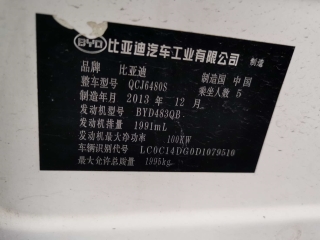 BYD 比亚迪汽车工业有限公司 制造
品牌 比亚迪 制造国 中国
整车型号 QCJ6480S 乘坐人数 5
制造年月 2013 年 12 月
发动机型号 BYD483QB
发动机排量 1991mL
发动机最大净功率 100KW
车辆识别代号 LC0C14DG0D1079510
最大允许总质量 1995kg